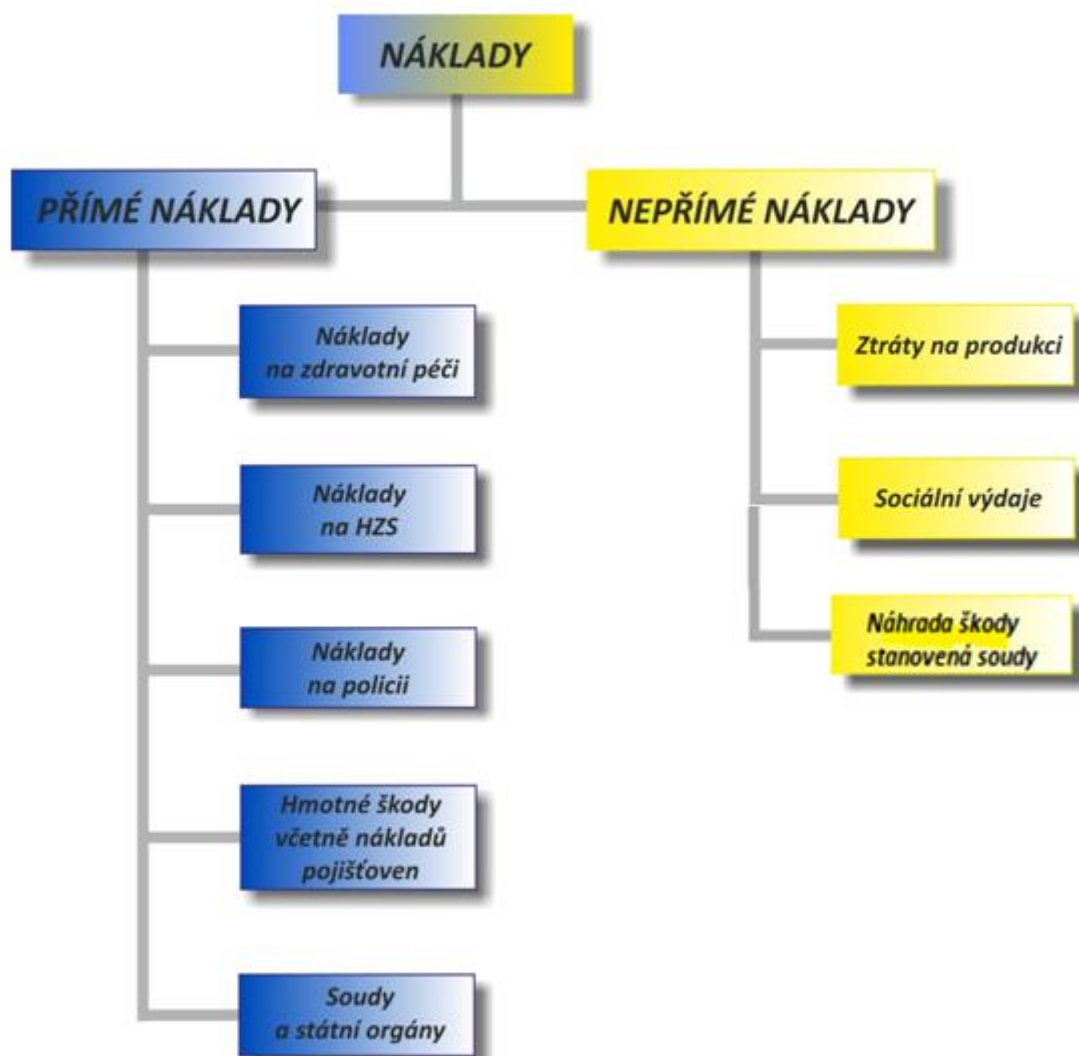 NÁKLADY
PŘÍMÉ NÁKLADY
NEPŘÍMÉ NÁKLADY
Náklady
na zdravotní péči
Náklady
na HZS
Náklady
na policii
Hmotné škody
včetně nákladů
pojišťoven
Soudy
a státní orgány
Ztráty na produkci
Sociální výdaje
Náhrada škody
stanovená soudy